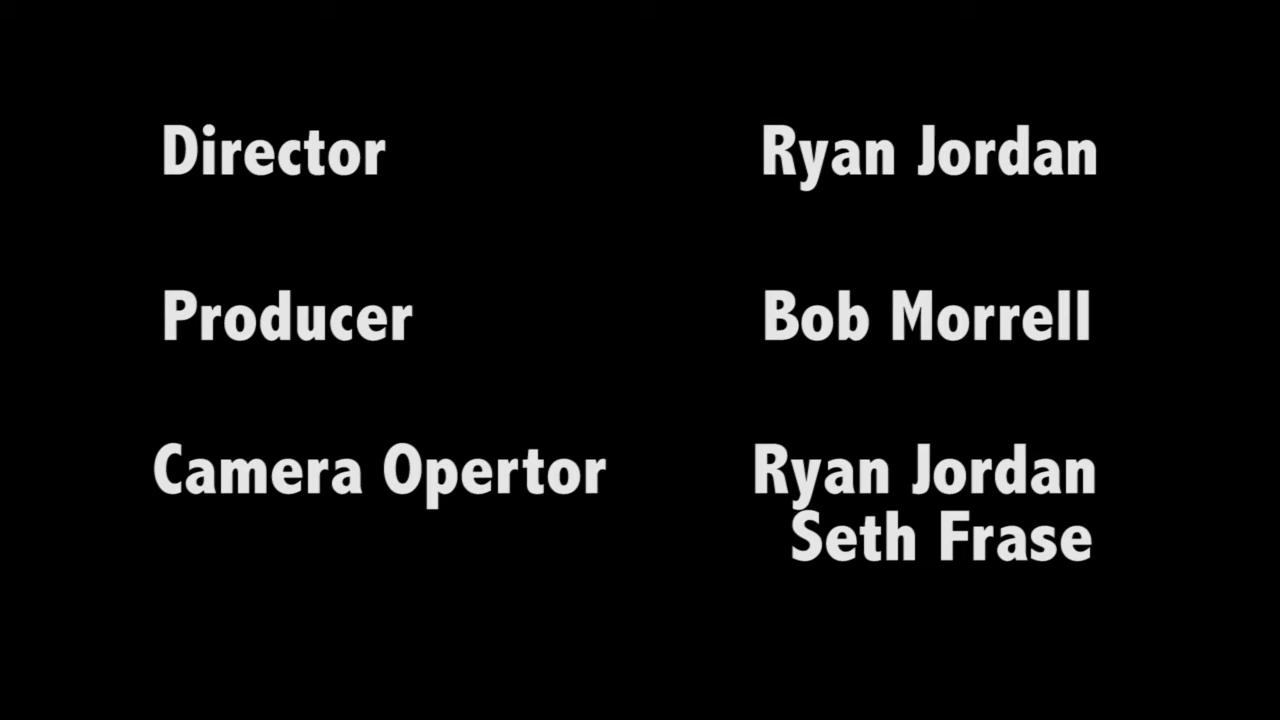 Director Ryan Jordan
Producer Bob Morrell
Camera Opertor Ryan Jordan
Seth Frase